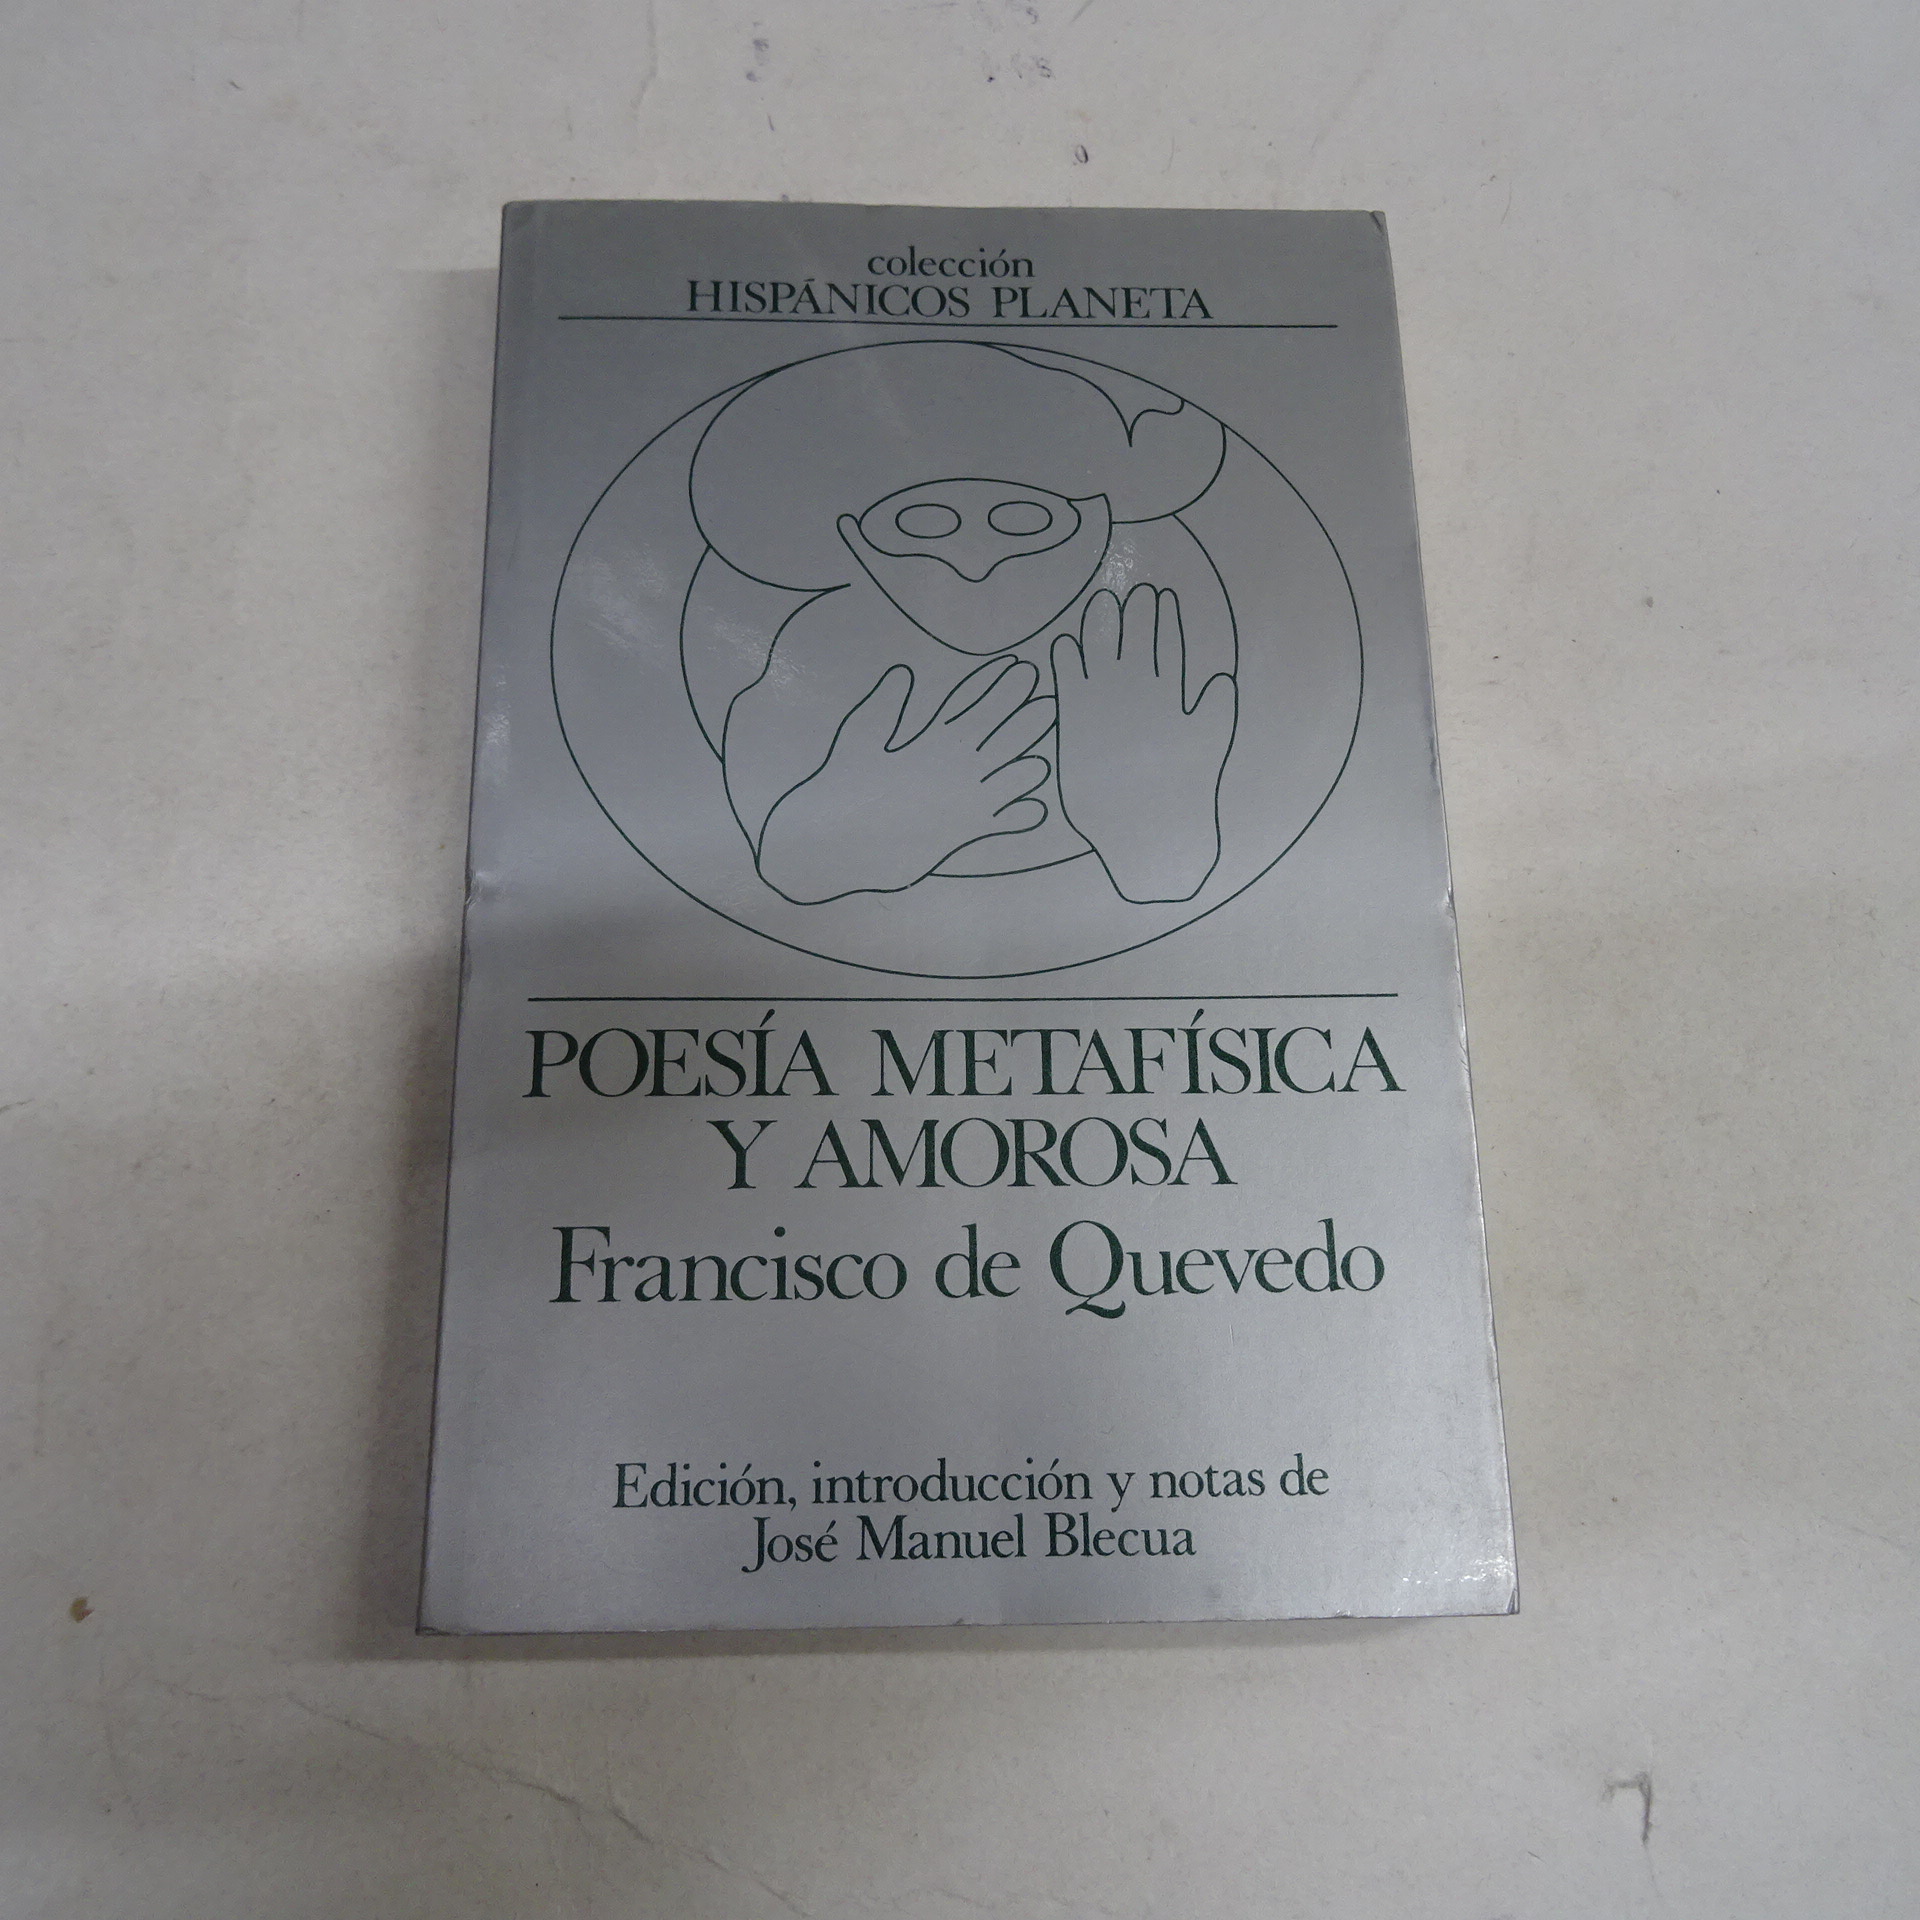 colección
HISPÁNICOS PLANETA
POESÍA METAFÍSICA
Y AMOROSA
Francisco de Quevedo
Edición, introducción y notas de
José Manuel Blecua